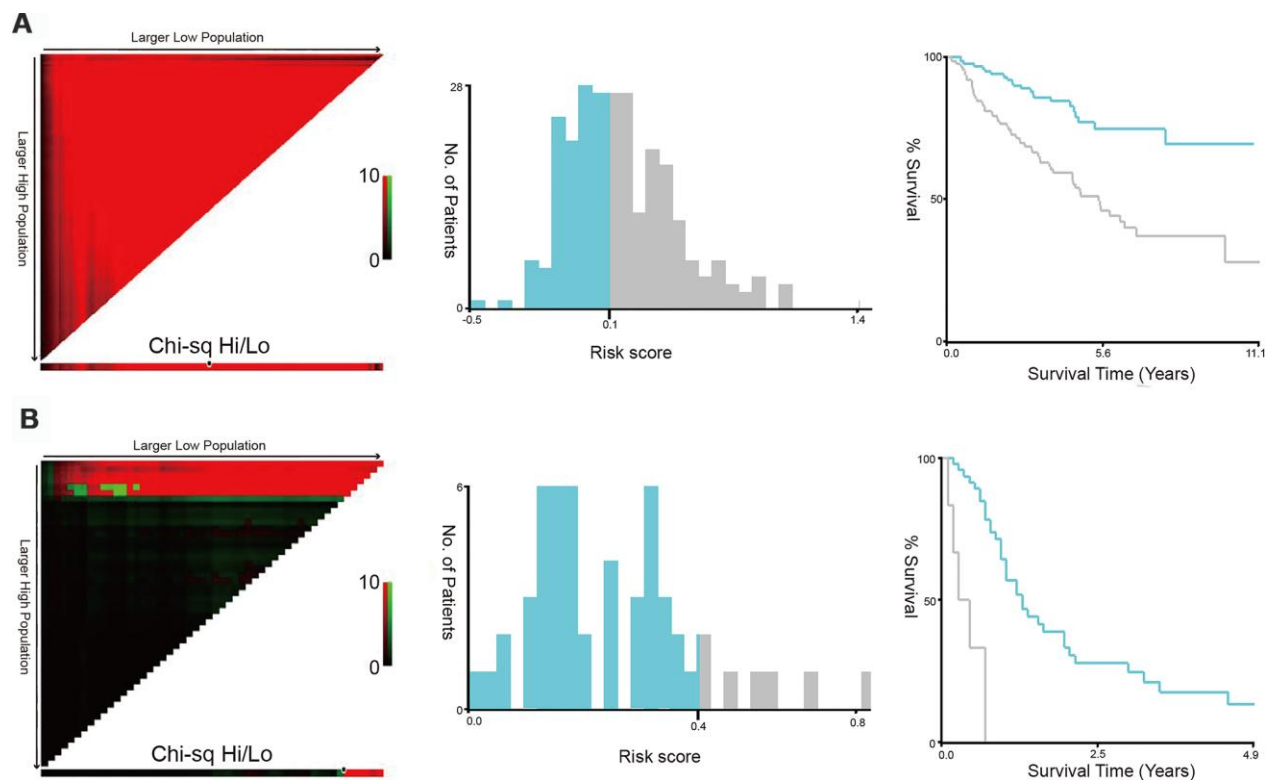 A
Larger Low Population
Larger High Population
10
0
Chi-sq Hi/Lo
28
No. of Patients
0
-0.5
0.1
1.4
Risk score
100
% Survival
50
0
0.0
5.6
11.1
Survival Time (Years)
B
Larger Low Population
Larger High Population
10
0
Chi-sq Hi/Lo
6
No. of Patients
0
0.0
0.4
0.8
Risk score
100
% Survival
50
0
0.0
2.5
4.9
Survival Time (Years)